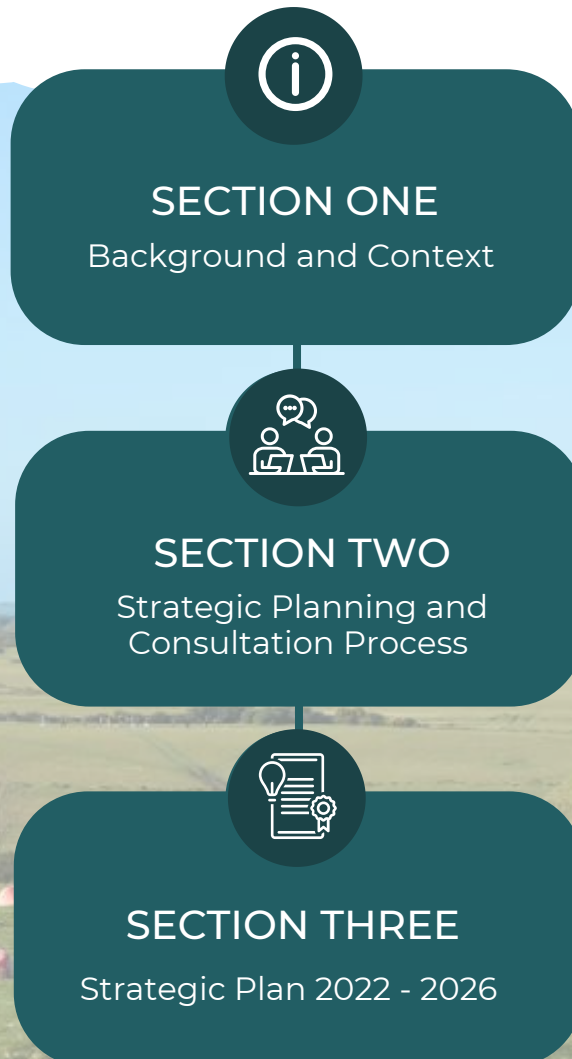 SECTION ONE
Background and Context
SECTION TWO
Strategic Planning and
Consultation Process
SECTION THREE
Strategic Plan 2022 - 2026